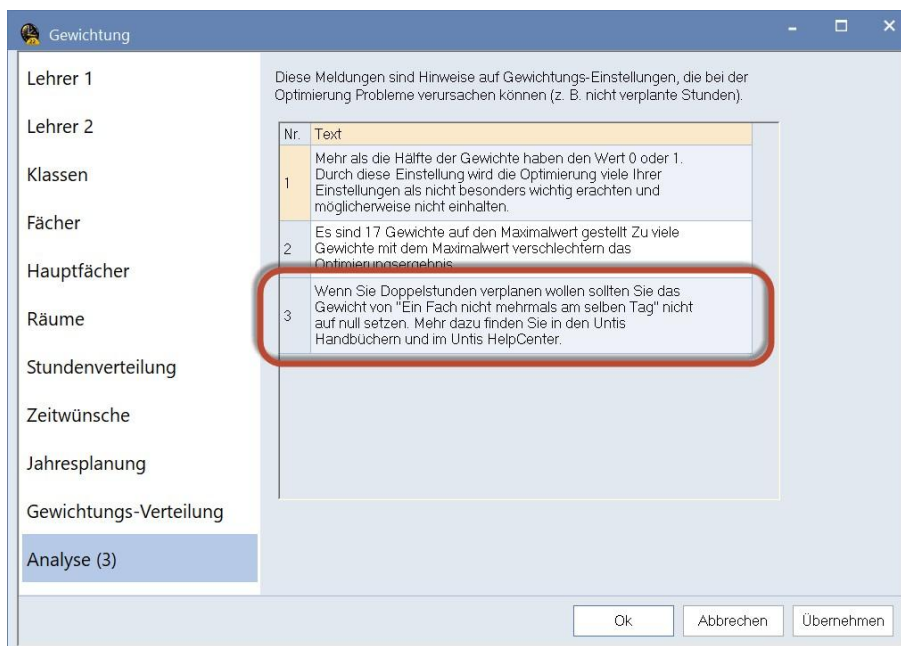 Gewichtung
Lehrer 1
Lehrer 2
Klassen
Fächer
Hauptfächer
Räume
Stundenverteilung
Zeitwünsche
Jahresplanung
Gewichtungs-Verteilung
Analyse (3)
Diese Meldungen sind Hinweise auf Gewichtungs-Einstellungen, die bei der
Optimierung Probleme verursachen können (z. B. nicht verplante Stunden).
Nr. Text
1 Mehr als die Hälfte der Gewichte haben den Wert 0 oder 1.
Durch diese Einstellung wird die Optimierung viele Ihrer
Einstellungen als nicht besonders wichtig erachten und
möglicherweise nicht einhalten.
2 Es sind 17 Gewichte auf den Maximalwert gestellt Zu viele
Gewichte mit dem Maximalwert verschlechtern das
Optimierungsergebnis
3 Wenn Sie Doppelstunden verplanen wollen sollten Sie das
Gewicht von "Ein Fach nicht mehrmals am selben Tag" nicht
auf null setzen. Mehr dazu finden Sie in den Untis
Handbüchern und im Untis HelpCenter.
Ok Abbrechen Übernehmen